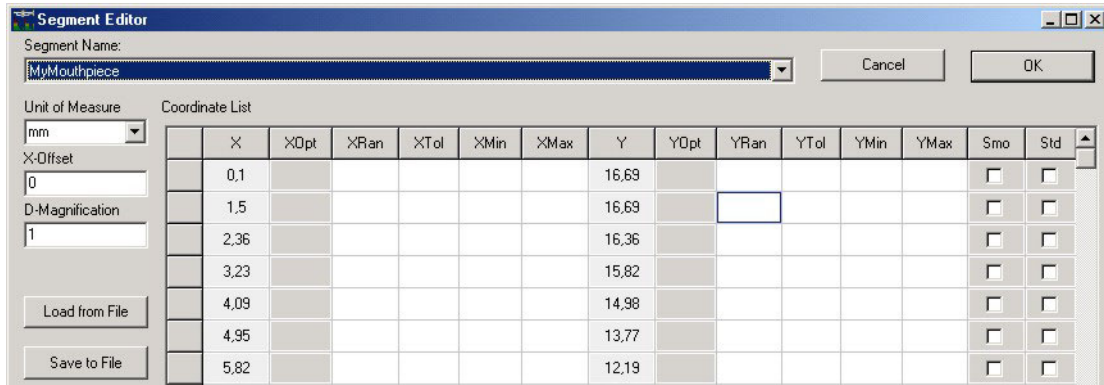 Segment Editor
Segment Name:
MyMouthpiece
Cancel
OK
Unit of Measure
Coordinate List
mm
X-Offset
0
D-Magnification
1
Load from File
Save to File
X XOpt XRan XTol XMin XMax Y YOpt YRan YTol YMin YMax Smo Std
0,1 16,69
1,5 16,69
2,36 16,36
3,23 15,82
4,09 14,98
4,95 13,77
5,82 12,19